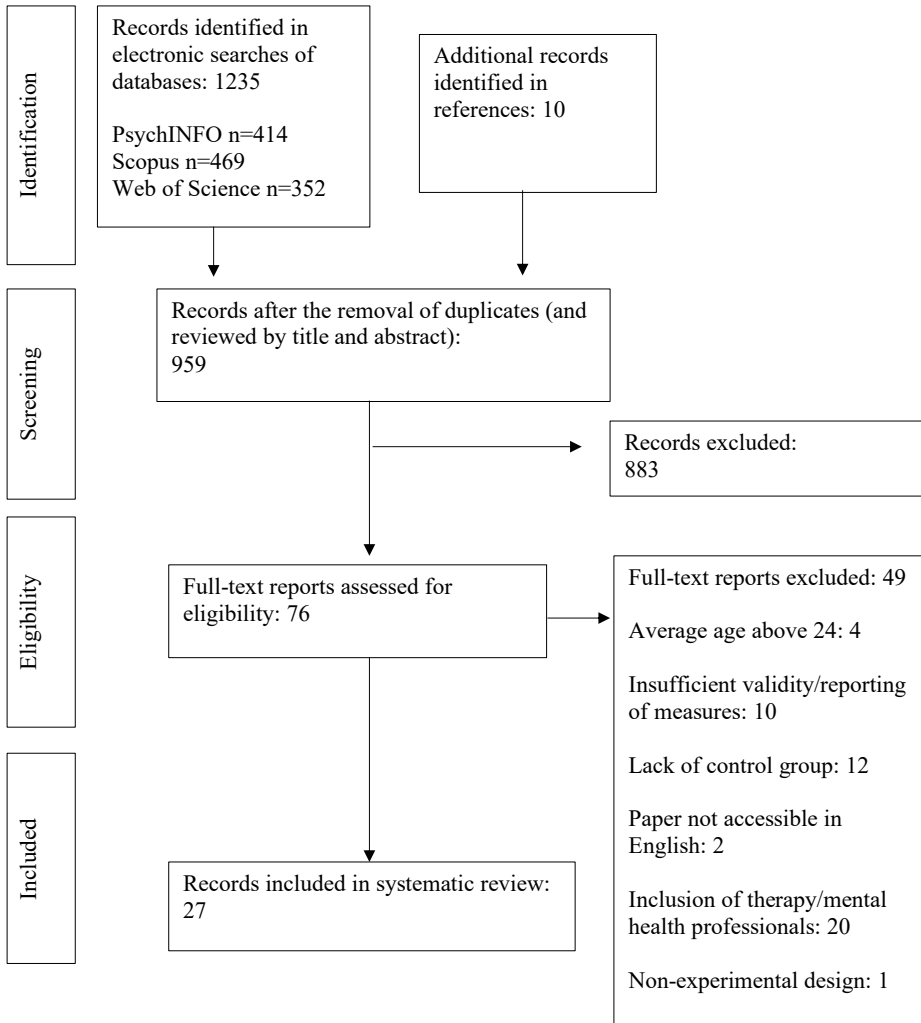 Identification
Records identified in
electronic searches of
databases: 1235
PsychINFO n=414
Scopus n=469
Web of Science n=352
Additional records
identified in
references: 10
Screening
Records after the removal of duplicates (and
reviewed by title and abstract):
959
Records excluded:
883
Eligibility
Full-text reports assessed for
eligibility: 76
Full-text reports excluded: 49
Average age above 24: 4
Insufficient validity/reporting
of measures: 10
Lack of control group: 12
Paper not accessible in
English: 2
Inclusion of therapy/mental
health professionals: 20
Non-experimental design: 1
Included
Records included in systematic review:
27